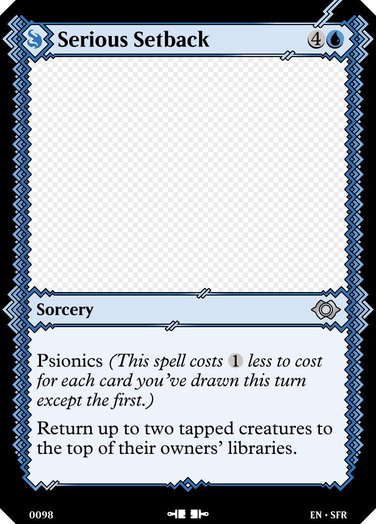 Serious Setback 4
Sorcery
Psionics (This spell costs 1 less to cost
for each card you've drawn this turn
except the first.)
Return up to two tapped creatures to
the top of their owners' libraries.
0098 EN • SFR